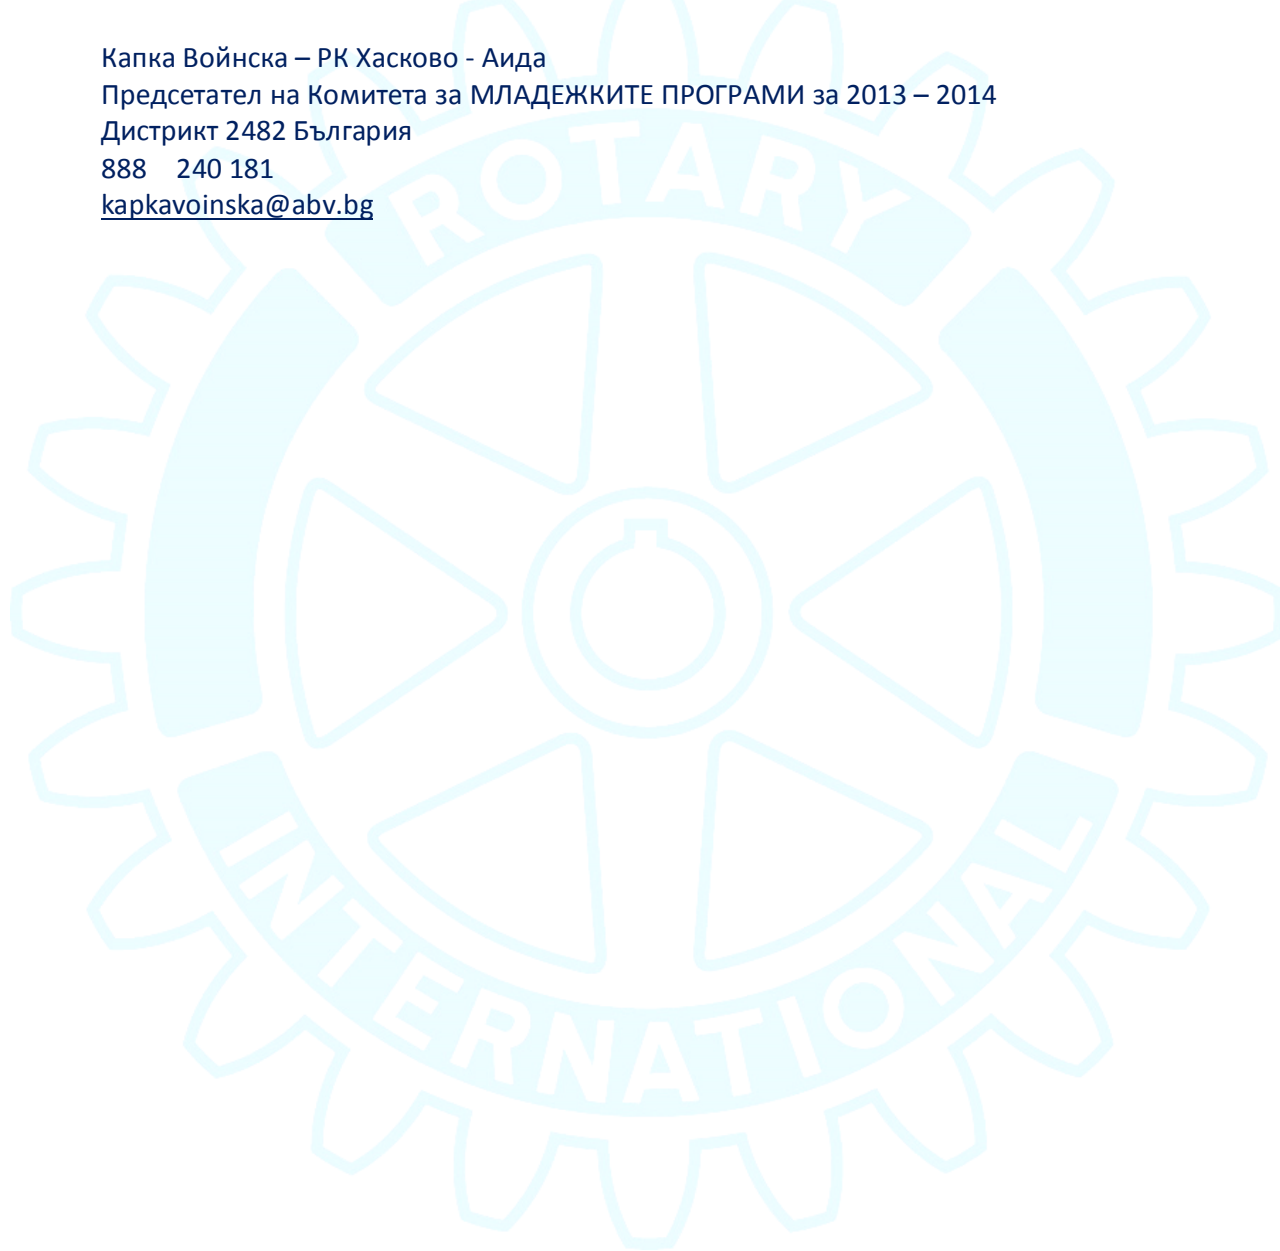 Капка Войнска – РК Хасково - Аида
Предсетател на Комитета за МЛАДЕЖКИТЕ ПРОГРАМИ за 2013 – 2014
Дистрикт 2482 България
888 240 181
kapkavoinska@abv.bg
ROTARY
INTERNATIONAL